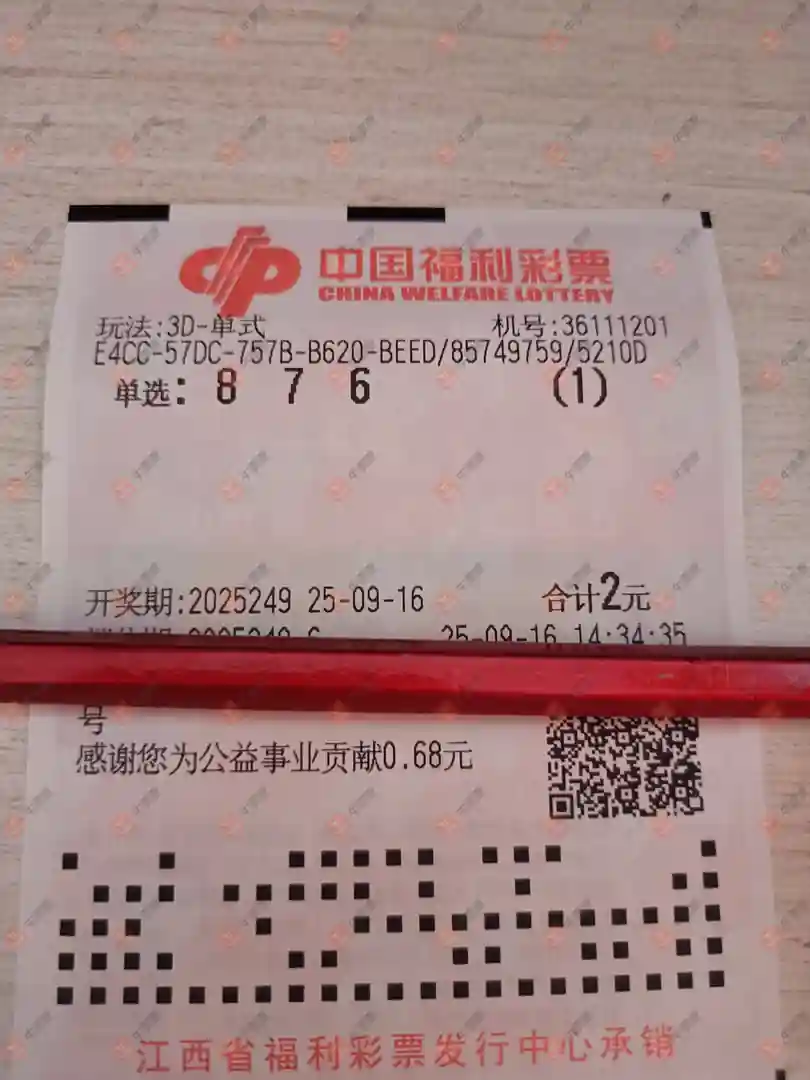 中国福利彩票
CHINA WELFARE LOTTERY
玩法:3D-单式 机号:36111201
E4CC-57DC-757B-B620-BEED/85749759/5210D
单选: 8 7 6 (1)
开奖期:2025249 25-09-16 合计2元
25-09-16 14:34:35
号
感谢您为公益事业贡献0.68元
江西省福利彩票发行中心承销